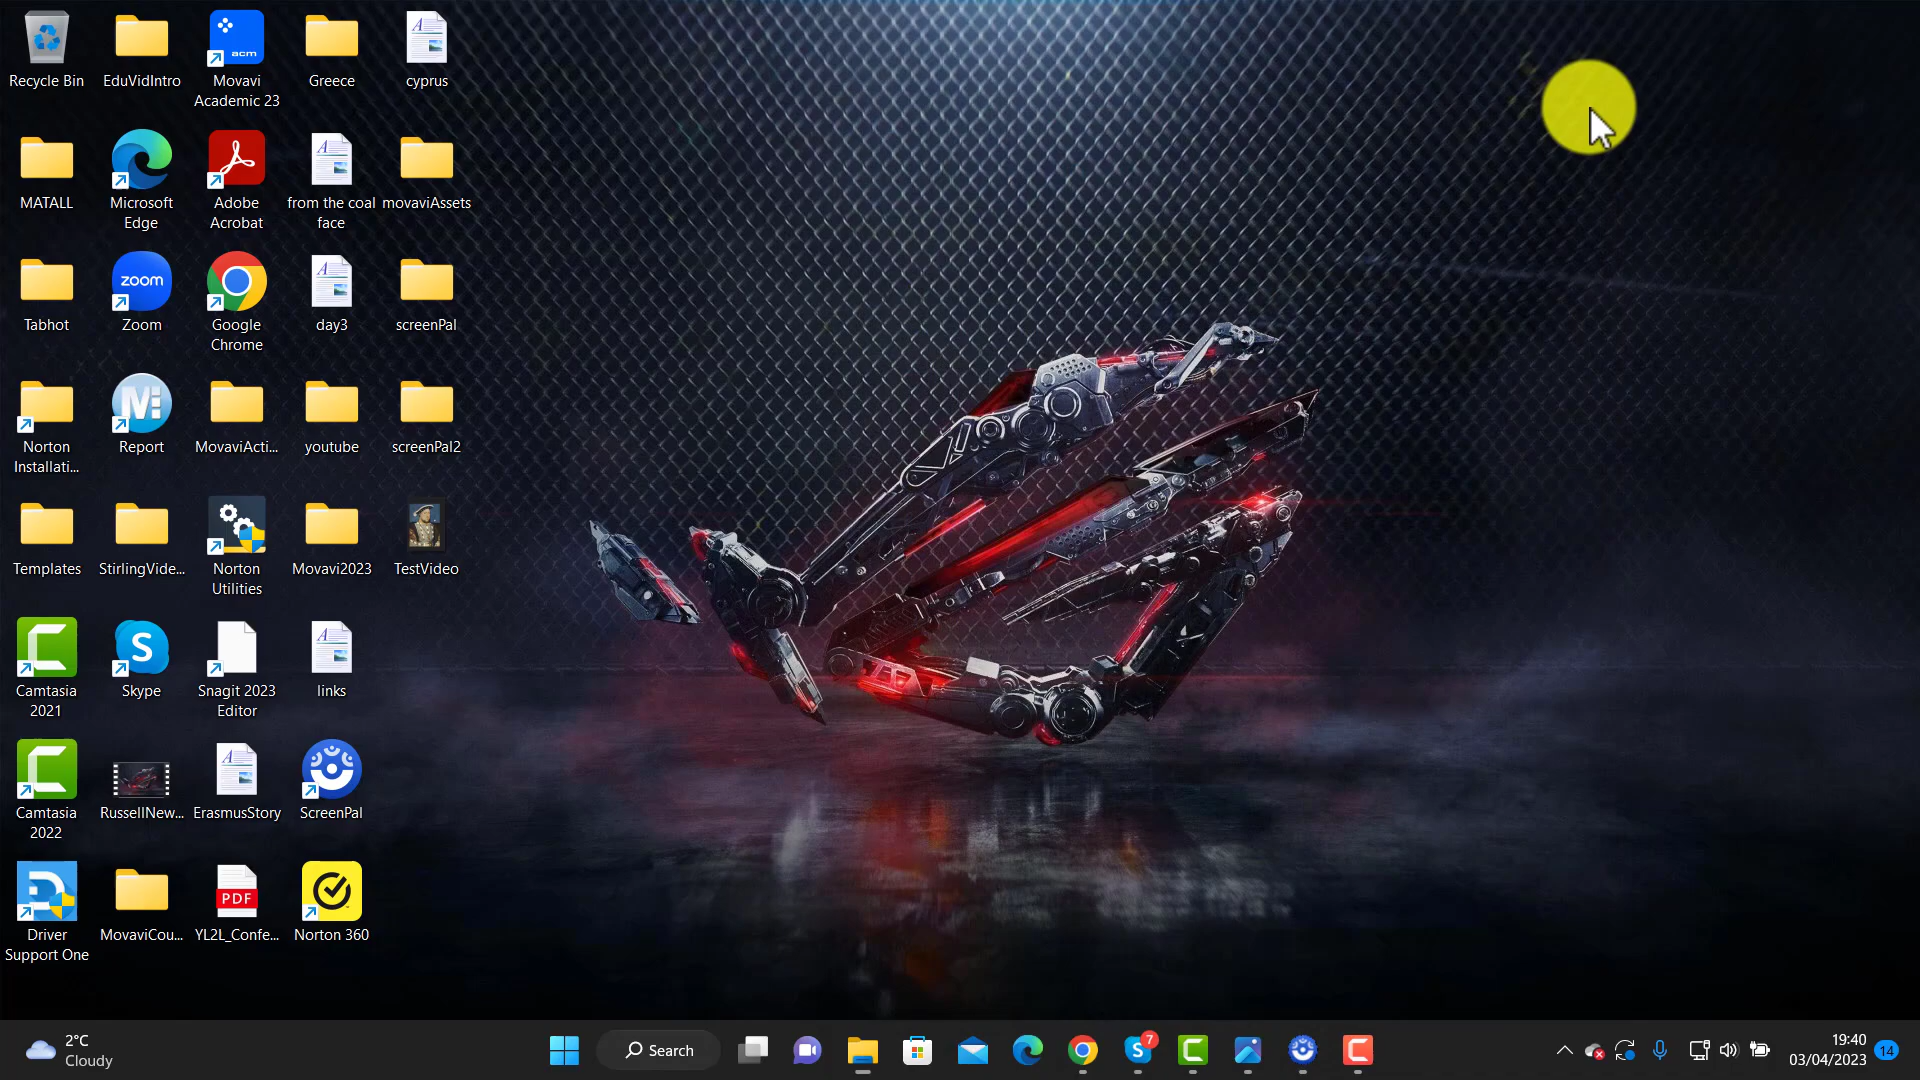 Recycle Bin
EduVidIntro
acm
Movavi
Academic 23
Greece
cyprus
MATALL
Microsoft
Edge
Adobe
Acrobat
from the coal
face
movaviAssets
Tabhot
zoom
Zoom
Google
Chrome
day3
screenPal
Norton
Installati...
Report
MovaviActi...
youtube
screenPal2
Templates
StirlingVide...
Norton
Utilities
Movavi2023
TestVideo
Camtasia
2021
Skype
Snagit 2023
Editor
links
Camtasia
2022
RussellNew...
ErasmusStory
ScreenPal
Driver
Support One
MovaviCou...
PDF
YL2L_Confe...
Norton 360
2°C
Cloudy
Search
7
19:40
03/04/2023
14